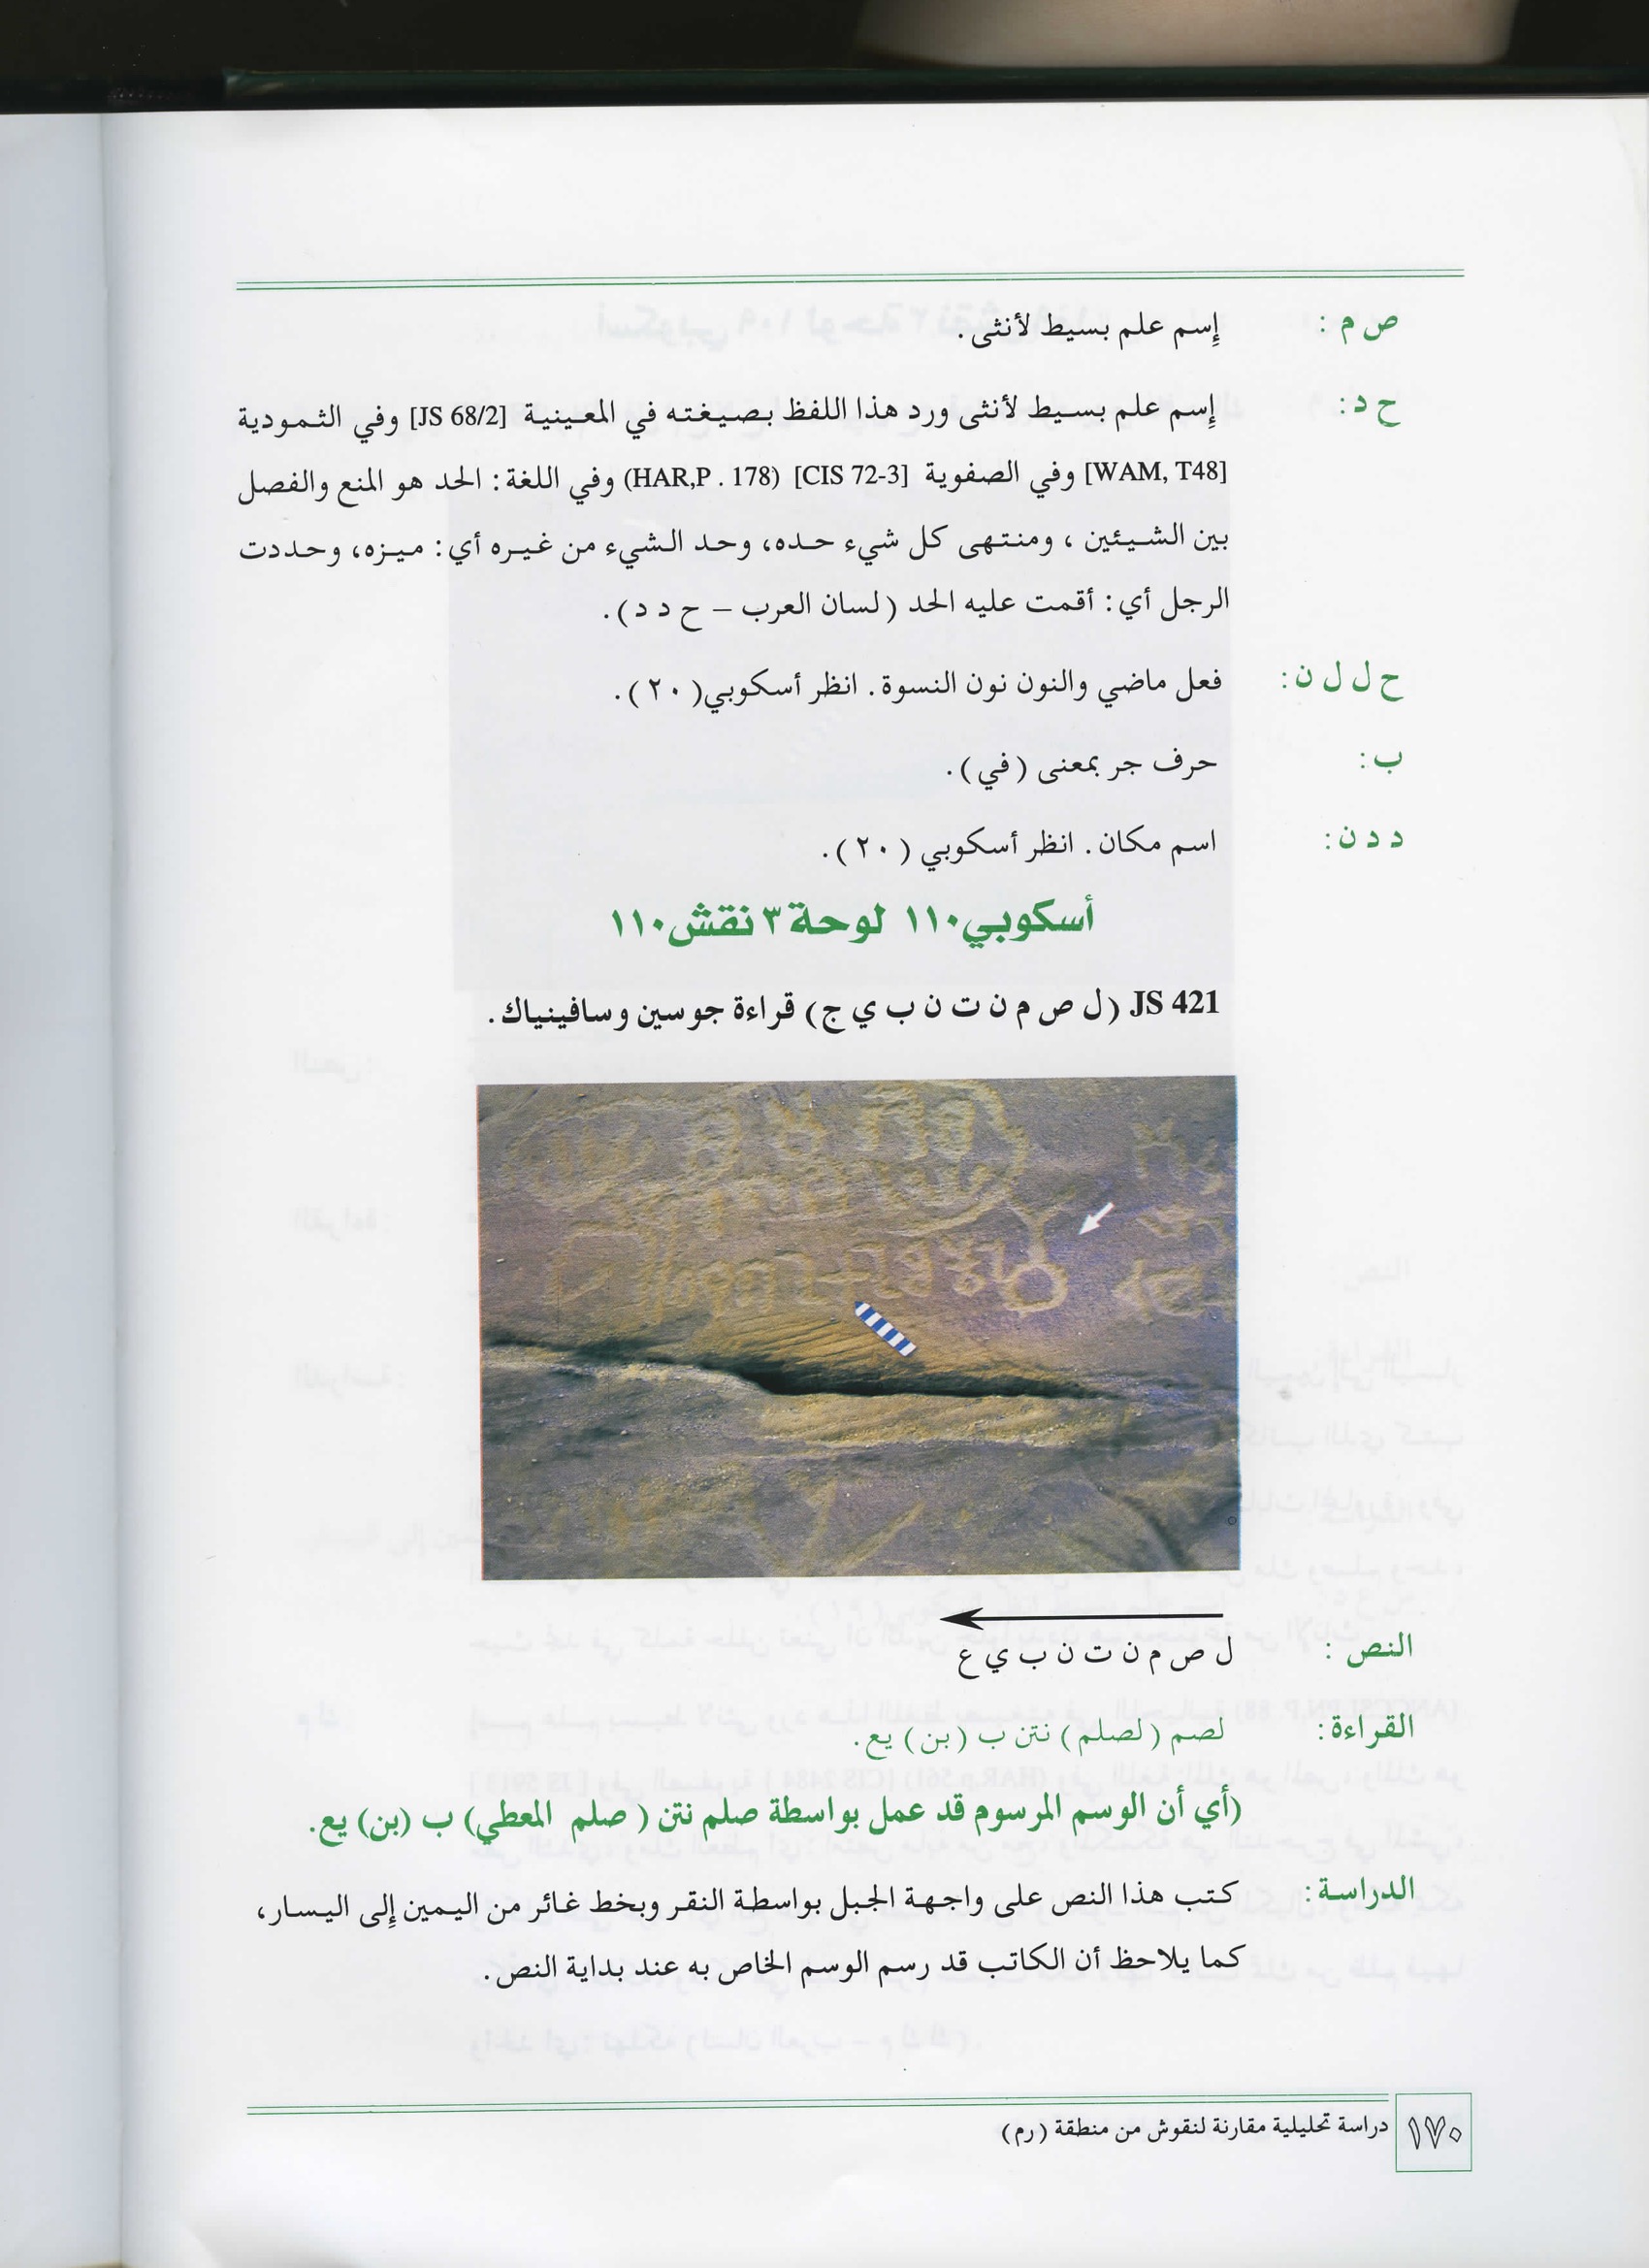 ص م : إِسم علم بسيط لأنثى.
ح د: إِسم علم بسيط لأنثى ورد هذا اللفظ بصيغته في المعينية [JS 68/2] وفي الثمودية
[WAM, T48] وفي الصفوية [CIS 72-3] (HAR,P . 178) وفي اللغة: الحد هو المنع والفصل
بين الشيئين ، ومنتهى كل شيء حده، وحد الشيء من غيره أي: ميزه، وحددت
الرجل أي: أقمت عليه الحد (لسان العرب – ح د د).
ح ل ل ن: فعل ماضي والنون نون النسوة. انظر أسكوبي(٢٠).
ب: حرف جر بمعنى (في).
د د ن: اسم مكان. انظر أسكوبي (٢٠).
أسكوبي١١٠ لوحة ٣ نقش١١٠
JS 421 (ل ص م ن ت ن ب ي ج) قراءة جوسين وسافينياك.
النص : ل ص م ن ت ن ب ي ع
القراءة: لصم (لصلم) نتن ب (بن) يع.
(أي أن الوسم المرسوم قد عمل بواسطة صلم نتن ( صلم المعطي) ب (بن) يع.
الدراسة: كتب هذا النص على واجهة الجبل بواسطة النقر وبخط غائر من اليمين إِلى اليسار،
كما يلاحظ أن الكاتب قد رسم الوسم الخاص به عند بداية النص.
١٧٠ دراسة تحليلية مقارنة لنقوش من منطقة (رم)